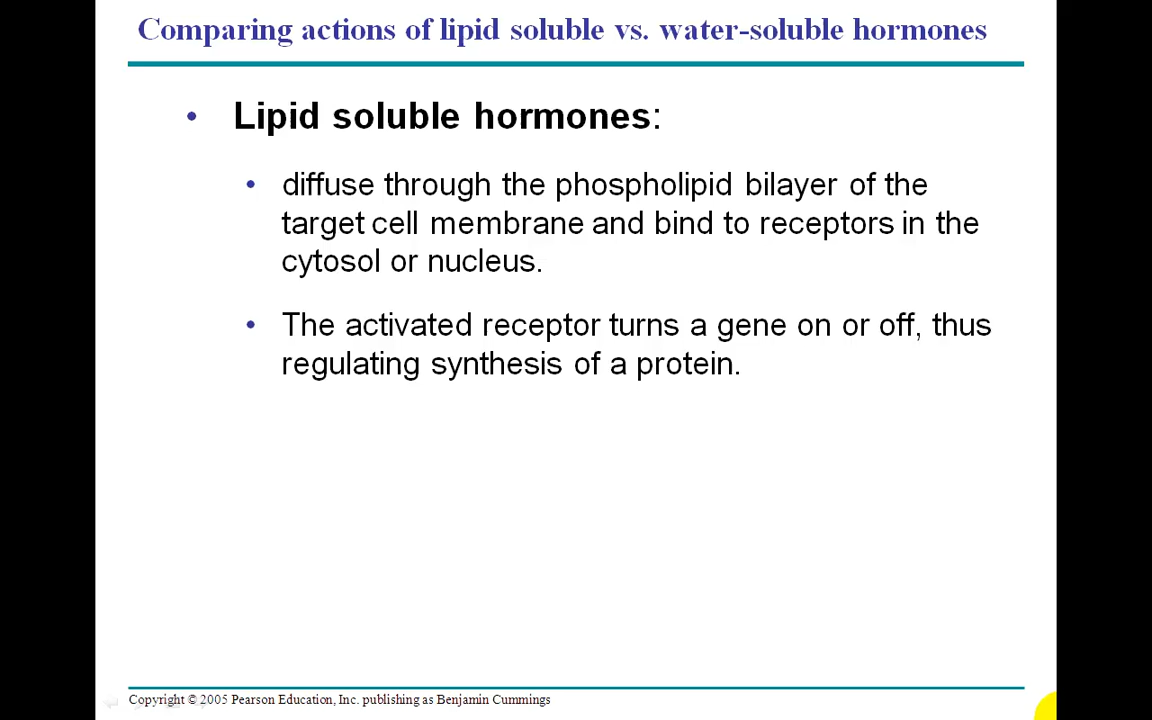 Comparing actions of lipid soluble vs. water-soluble hormones
• Lipid soluble hormones:
• diffuse through the phospholipid bilayer of the
target cell membrane and bind to receptors in the
cytosol or nucleus.
• The activated receptor turns a gene on or off, thus
regulating synthesis of a protein.
Copyright © 2005 Pearson Education, Inc. publishing as Benjamin Cummings